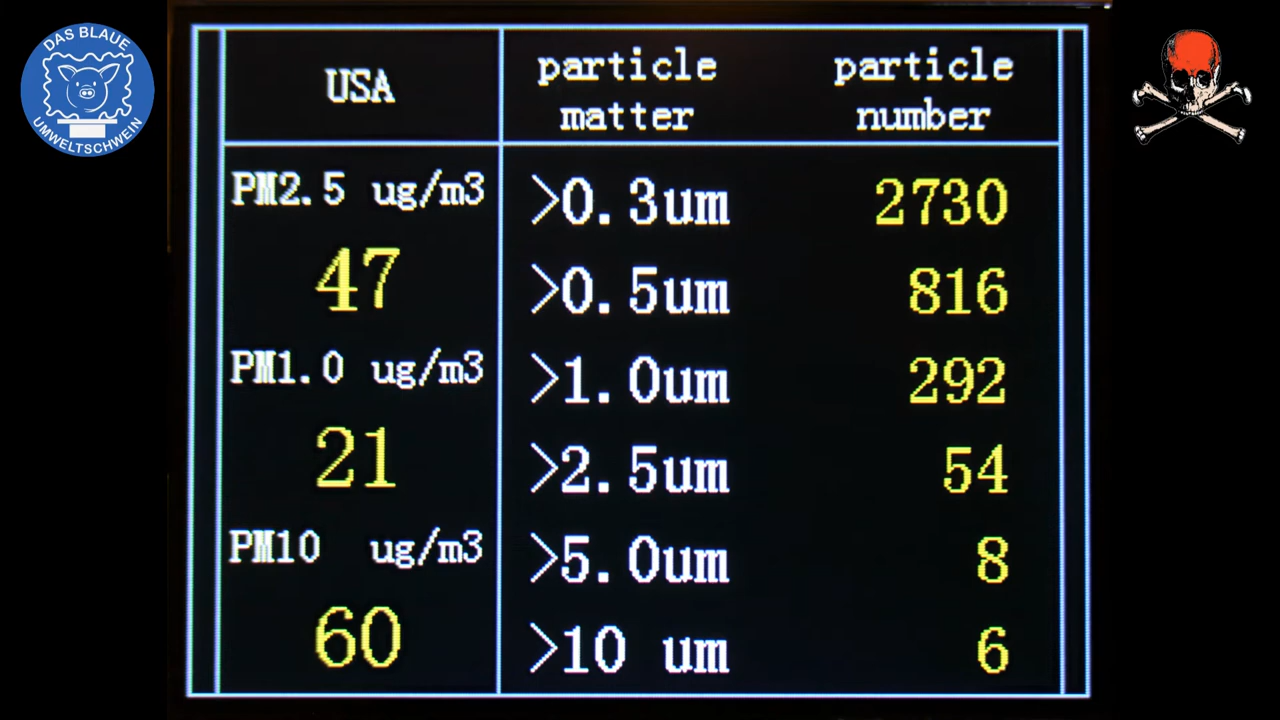 DAS BLAUE
UMWELTSCHWEIN
USA
particle matter
particle number
PM2.5 ug/m3
47
PM1.0 ug/m3
21
PM10 ug/m3
60
>0.3um 2730
>0.5um 816
>1.0um 292
>2.5um 54
>5.0um 8
>10 um 6